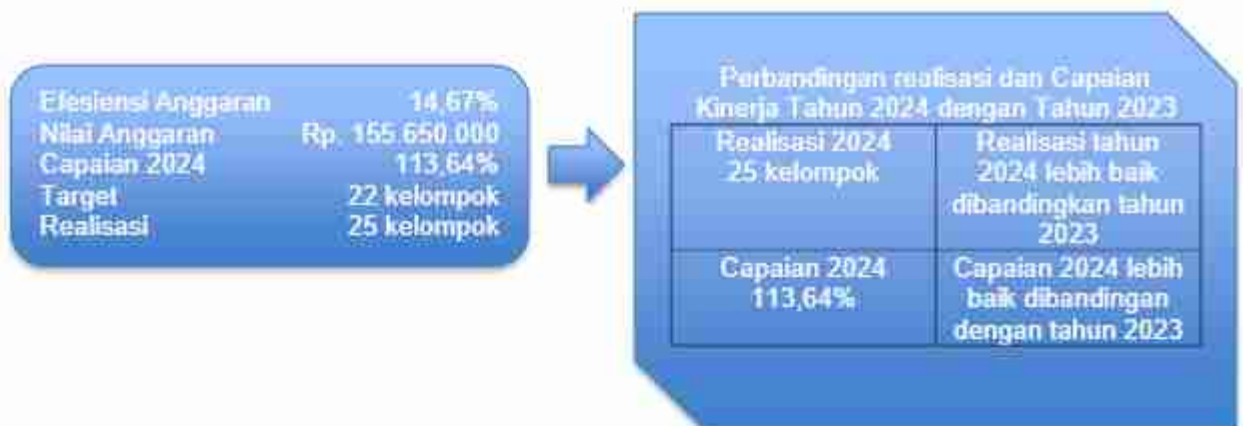 Efesiensi Anggaran 14.67%
Nilai Anggaran Rp. 155.650.000
Capaian 2024 113,64%
Target 22 kelompok
Realisasi 25 kelompok
Perbandingan realisasi dan Capaian
Kinerja Tahun 2024 dengan Tahun 2023
Realisasi 2024
25 kelompok
Realisasi tahun
2024 lebih baik
dibandingkan tahun
2023
Capaian 2024
113,64%
Capaian 2024 lebih
baik dibandingan
dengan tahun 2023